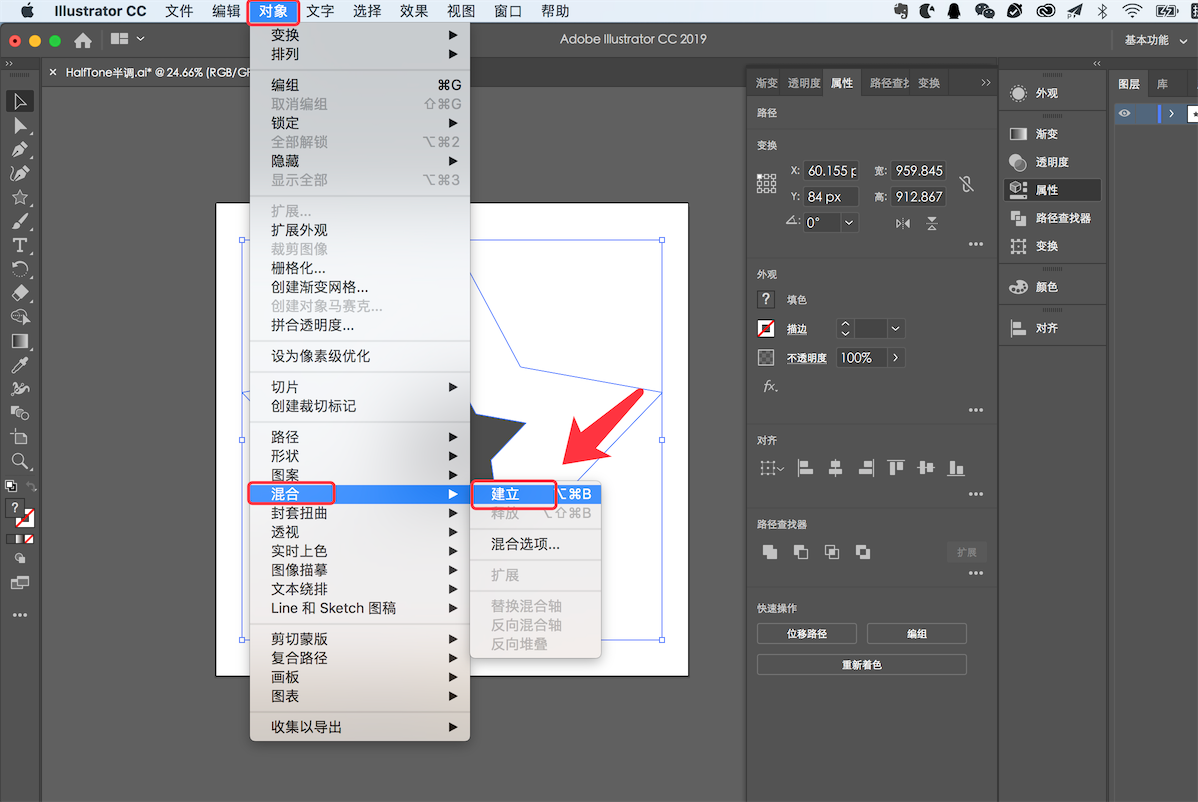 Illustrator CC 文件 编辑 对象 文字 选择 效果 视图 窗口 帮助
Adobe Illustrator CC 2019
基本功能
× HalfTone半调.ai* @ 24.66% (RGB/GP
变换
排列
编组 ⌘G
取消编组 ⇧⌘G
锁定
全部解锁 ⌥⌘2
隐藏
显示全部 ⌥⌘3
扩展...
扩展外观
裁剪图像
栅格化...
创建渐变网格...
创建对象马赛克...
拼合透明度...
设为像素级优化
切片
创建裁切标记
路径
形状
图案
混合
封套扭曲
透视
实时上色
图像描摹
文本绕排
Line 和 Sketch 图稿
剪切蒙版
复合路径
画板
图表
收集以导出
建立 ⌥⌘B
释放 ⌥⇧⌘B
混合选项...
扩展
替换混合轴
反向混合轴
反向堆叠
渐变 透明度 属性 路径查找 变换
路径
变换
X: 60.155 p 宽: 959.845
Y: 84 px 高: 912.867
0°
外观
? 填色
描边
不透明度 100%
fx.
对齐
路径查找器
扩展
快速操作
位移路径 编组
重新着色
外观
渐变
透明度
属性
路径查找器
变换
颜色
对齐
图层 库